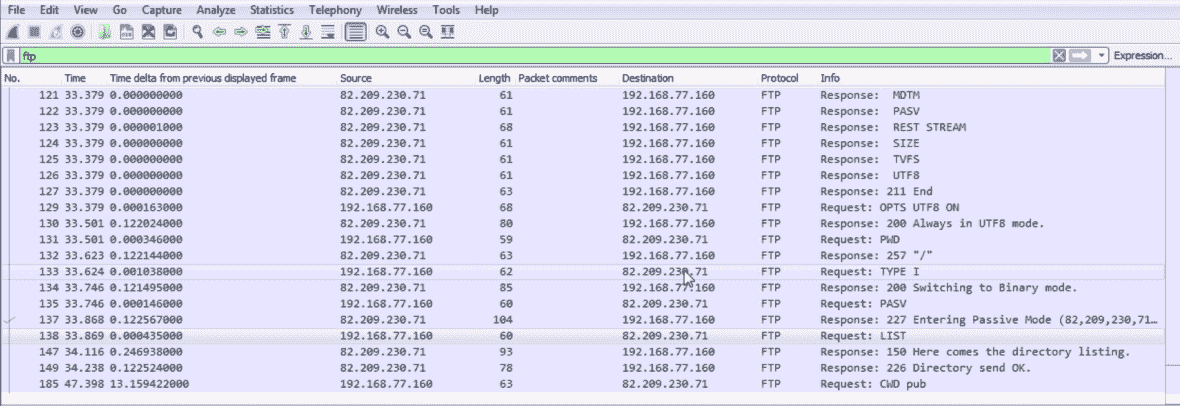 File Edit View Go Capture Analyze Statistics Telephony Wireless Tools Help
ftp Expression...
No. Time Time delta from previous displayed frame Source Length Packet comments Destination Protocol Info
121 33.379 0.000000000 82.209.230.71 61 192.168.77.160 FTP Response: MDTM
122 33.379 0.000000000 82.209.230.71 61 192.168.77.160 FTP Response: PASV
123 33.379 0.000001000 82.209.230.71 68 192.168.77.160 FTP Response: REST STREAM
124 33.379 0.000000000 82.209.230.71 61 192.168.77.160 FTP Response: SIZE
125 33.379 0.000000000 82.209.230.71 61 192.168.77.160 FTP Response: TVFS
126 33.379 0.000000000 82.209.230.71 61 192.168.77.160 FTP Response: UTF8
127 33.379 0.000000000 82.209.230.71 63 192.168.77.160 FTP Response: 211 End
129 33.379 0.000163000 192.168.77.160 68 82.209.230.71 FTP Request: OPTS UTF8 ON
130 33.501 0.122024000 82.209.230.71 80 192.168.77.160 FTP Response: 200 Always in UTF8 mode.
131 33.501 0.000346000 192.168.77.160 59 82.209.230.71 FTP Request: PWD
132 33.623 0.122144000 82.209.230.71 63 192.168.77.160 FTP Response: 257 "/"
133 33.624 0.001038000 192.168.77.160 62 82.209.230.71 FTP Request: TYPE I
134 33.746 0.121495000 82.209.230.71 85 192.168.77.160 FTP Response: 200 Switching to Binary mode.
135 33.746 0.000146000 192.168.77.160 60 82.209.230.71 FTP Request: PASV
137 33.868 0.122567000 82.209.230.71 104 192.168.77.160 FTP Response: 227 Entering Passive Mode (82,209,230,71…
138 33.869 0.000435000 192.168.77.160 60 82.209.230.71 FTP Request: LIST
147 34.116 0.246938000 82.209.230.71 93 192.168.77.160 FTP Response: 150 Here comes the directory listing.
149 34.238 0.122524000 82.209.230.71 78 192.168.77.160 FTP Response: 226 Directory send OK.
185 47.398 13.159422000 192.168.77.160 63 82.209.230.71 FTP Request: CWD pub